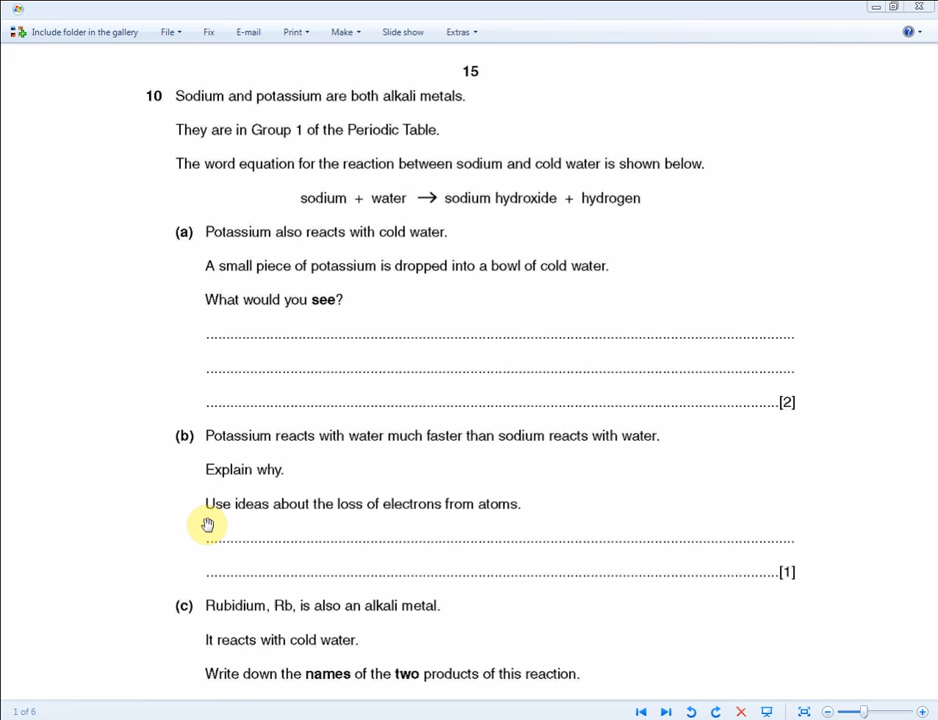 Include folder in the gallery File Fix E-mail Print Make Slide show Extras
15
10 Sodium and potassium are both alkali metals.
They are in Group 1 of the Periodic Table.
The word equation for the reaction between sodium and cold water is shown below.
sodium + water → sodium hydroxide + hydrogen
(a) Potassium also reacts with cold water.
A small piece of potassium is dropped into a bowl of cold water.
What would you see?
[2]
(b) Potassium reacts with water much faster than sodium reacts with water.
Explain why.
Use ideas about the loss of electrons from atoms.
[1]
(c) Rubidium, Rb, is also an alkali metal.
It reacts with cold water.
Write down the names of the two products of this reaction.
1 of 6